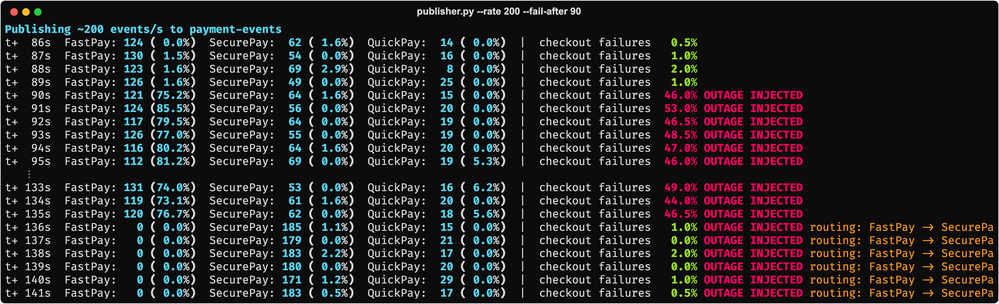 publisher.py --rate 200 --fail-after 90
Publishing ~200 events/s to payment-events
t+  86s  FastPay: 124 ( 0.0%)  SecurePay:  62 ( 1.6%)  QuickPay:  14 ( 0.0%)  |  checkout failures   0.5%
t+  87s  FastPay: 130 ( 1.5%)  SecurePay:  54 ( 0.0%)  QuickPay:  16 ( 0.0%)  |  checkout failures   1.0%
t+  88s  FastPay: 123 ( 1.6%)  SecurePay:  69 ( 2.9%)  QuickPay:   8 ( 0.0%)  |  checkout failures   2.0%
t+  89s  FastPay: 126 ( 1.6%)  SecurePay:  49 ( 0.0%)  QuickPay:  25 ( 0.0%)  |  checkout failures   1.0%
t+  90s  FastPay: 121 (75.2%)  SecurePay:  64 ( 1.6%)  QuickPay:  15 ( 0.0%)  |  checkout failures  46.0% OUTAGE INJECTED
t+  91s  FastPay: 124 (85.5%)  SecurePay:  56 ( 0.0%)  QuickPay:  20 ( 0.0%)  |  checkout failures  53.0% OUTAGE INJECTED
t+  92s  FastPay: 117 (79.5%)  SecurePay:  64 ( 0.0%)  QuickPay:  19 ( 0.0%)  |  checkout failures  46.5% OUTAGE INJECTED
t+  93s  FastPay: 126 (77.0%)  SecurePay:  55 ( 0.0%)  QuickPay:  19 ( 0.0%)  |  checkout failures  48.5% OUTAGE INJECTED
t+  94s  FastPay: 116 (80.2%)  SecurePay:  64 ( 1.6%)  QuickPay:  20 ( 0.0%)  |  checkout failures  47.0% OUTAGE INJECTED
t+  95s  FastPay: 112 (81.2%)  SecurePay:  69 ( 0.0%)  QuickPay:  19 ( 5.3%)  |  checkout failures  46.0% OUTAGE INJECTED
⋮
t+ 133s  FastPay: 131 (74.0%)  SecurePay:  53 ( 0.0%)  QuickPay:  16 ( 6.2%)  |  checkout failures  49.0% OUTAGE INJECTED
t+ 134s  FastPay: 119 (73.1%)  SecurePay:  61 ( 1.6%)  QuickPay:  20 ( 0.0%)  |  checkout failures  44.0% OUTAGE INJECTED
t+ 135s  FastPay: 120 (76.7%)  SecurePay:  62 ( 0.0%)  QuickPay:  18 ( 5.6%)  |  checkout failures  46.5% OUTAGE INJECTED
t+ 136s  FastPay:   0 ( 0.0%)  SecurePay: 185 ( 1.1%)  QuickPay:  15 ( 0.0%)  |  checkout failures   1.0% OUTAGE INJECTED routing: FastPay → SecurePa
t+ 137s  FastPay:   0 ( 0.0%)  SecurePay: 179 ( 0.0%)  QuickPay:  21 ( 0.0%)  |  checkout failures   0.0% OUTAGE INJECTED routing: FastPay → SecurePa
t+ 138s  FastPay:   0 ( 0.0%)  SecurePay: 183 ( 2.2%)  QuickPay:  17 ( 0.0%)  |  checkout failures   2.0% OUTAGE INJECTED routing: FastPay → SecurePa
t+ 139s  FastPay:   0 ( 0.0%)  SecurePay: 180 ( 0.0%)  QuickPay:  20 ( 0.0%)  |  checkout failures   0.0% OUTAGE INJECTED routing: FastPay → SecurePa
t+ 140s  FastPay:   0 ( 0.0%)  SecurePay: 171 ( 1.2%)  QuickPay:  29 ( 0.0%)  |  checkout failures   1.0% OUTAGE INJECTED routing: FastPay → SecurePa
t+ 141s  FastPay:   0 ( 0.0%)  SecurePay: 183 ( 0.5%)  QuickPay:  17 ( 0.0%)  |  checkout failures   0.5% OUTAGE INJECTED routing: FastPay → SecurePa